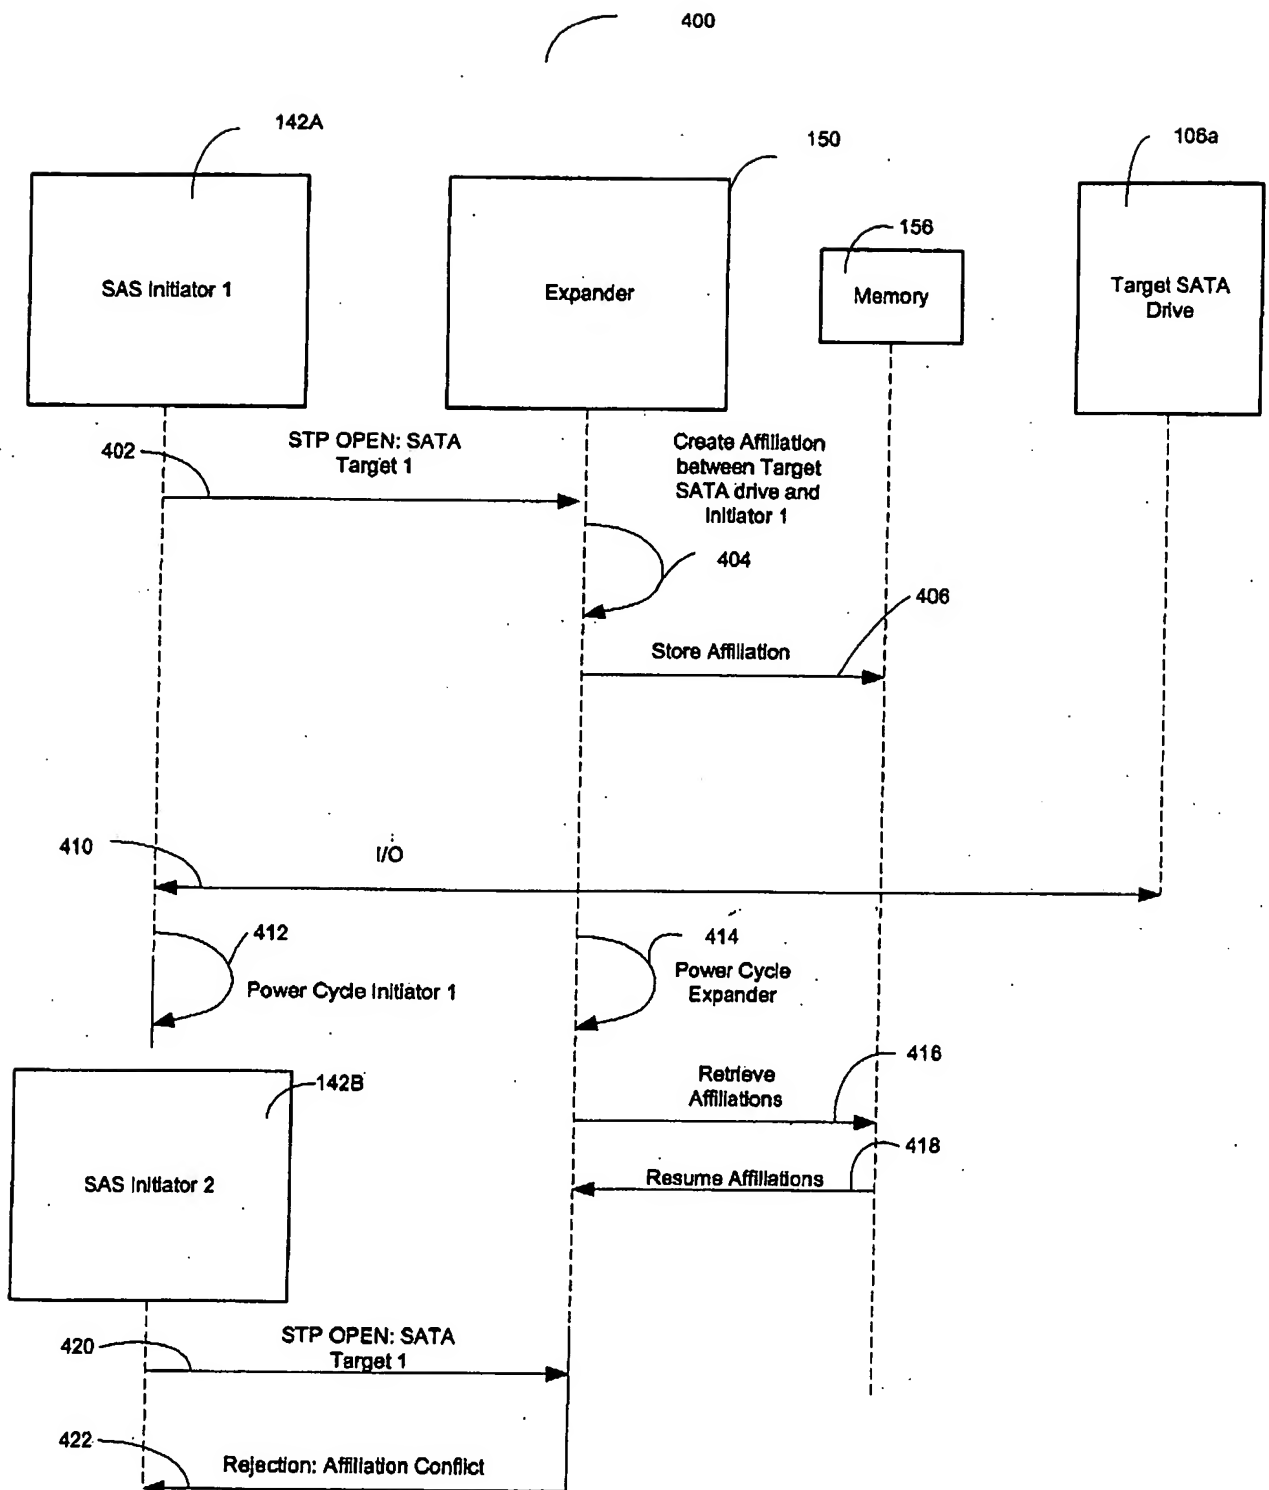 400
142A
150
106a
156
SAS Initiator 1
Expander
Memory
Target SATA
Drive
STP OPEN: SATA
Target 1
402
Create Affiliation
between Target
SATA drive and
Initiator 1
404
406
Store Affiliation
410
I/O
412
Power Cycle Initiator 1
414
Power Cycle
Expander
416
Retrieve
Affiliations
418
Resume Affiliations
142B
SAS Initiator 2
STP OPEN: SATA
Target 1
420
422
Rejection: Affiliation Conflict